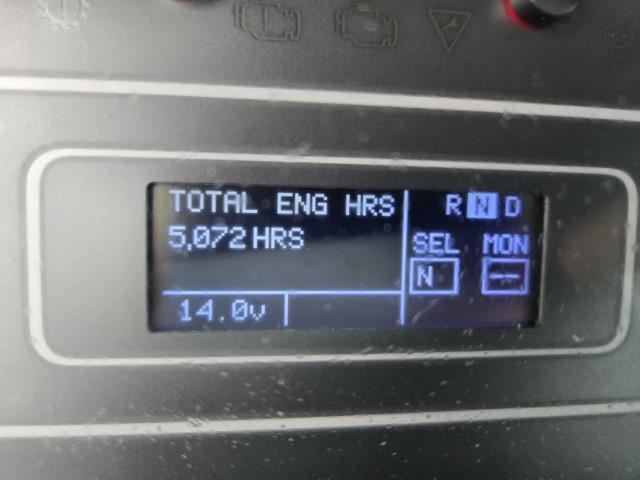 TOTAL ENG HRS
5,072 HRS
14.0v
R N D
SEL MON
N --